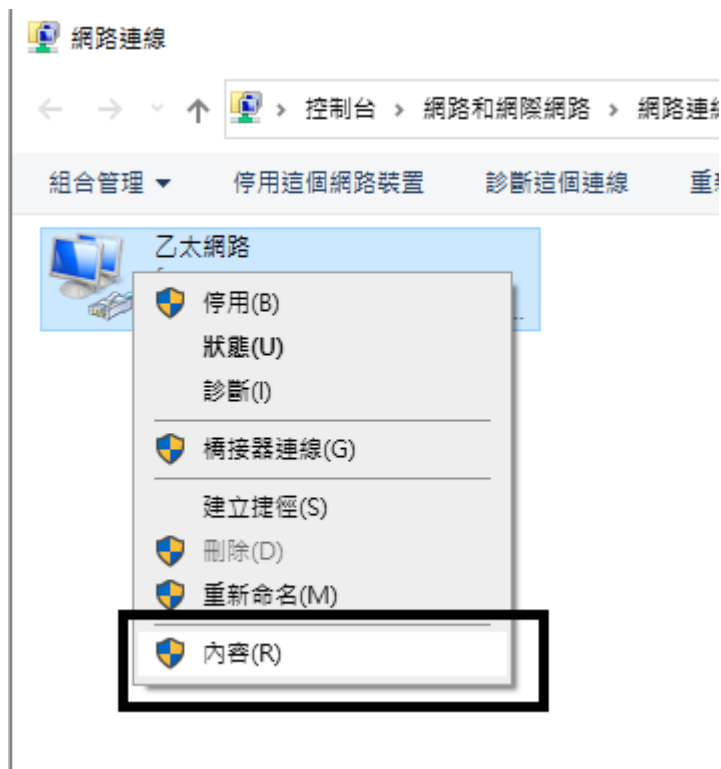 網路連線
控制台 > 網路和網際網路 > 網路連
組合管理 停用這個網路裝置 診斷這個連線
乙太網路
停用(B)
狀態(U)
診斷(I)
橋接器連線(G)
建立捷徑(S)
刪除(D)
重新命名(M)
內容(R)